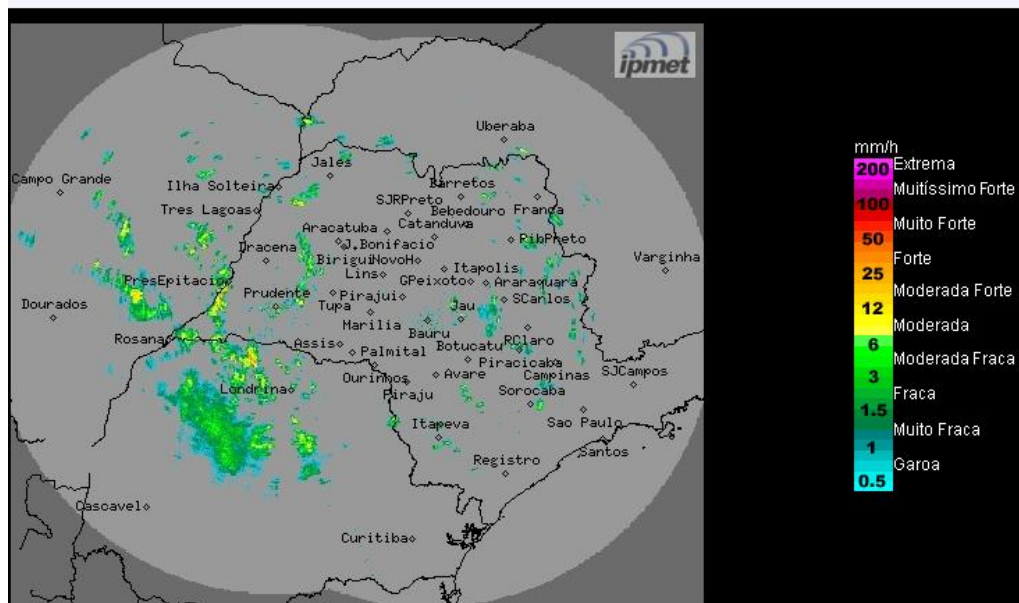 ipmet
Uberaba
Campo Grande
Jales
Ilha Solteira
Barretos
SJRPreto
Tres Lagoas
Bebedouro Franca
Catanduva
Aracatuba
J.Bonifacio
RibPreto
Dracena
Birigui NovoH
Itapolis
Varginha
Lins
PresEpitacio
GPeixoto
Araraquara
Prudente
Tupa
Pirajui
SCarlos
Dourados
Jau
Marilia
Bauru
Rosana
Assis
Palmital
Botucatu
RClaro
Piracicaba
Ourinhos
Avare
Campinas
SJCampos
Londrina
Piraju
Sorocaba
Itapeva
Sao Paulo
Santos
Registro
Cascavel
Curitiba
mm/h
200 Extrema
Muitíssimo Forte
100
Muito Forte
50
Forte
25
Moderada Forte
12
Moderada
6
Moderada Fraca
3
Fraca
1.5
Muito Fraca
1
Garoa
0.5